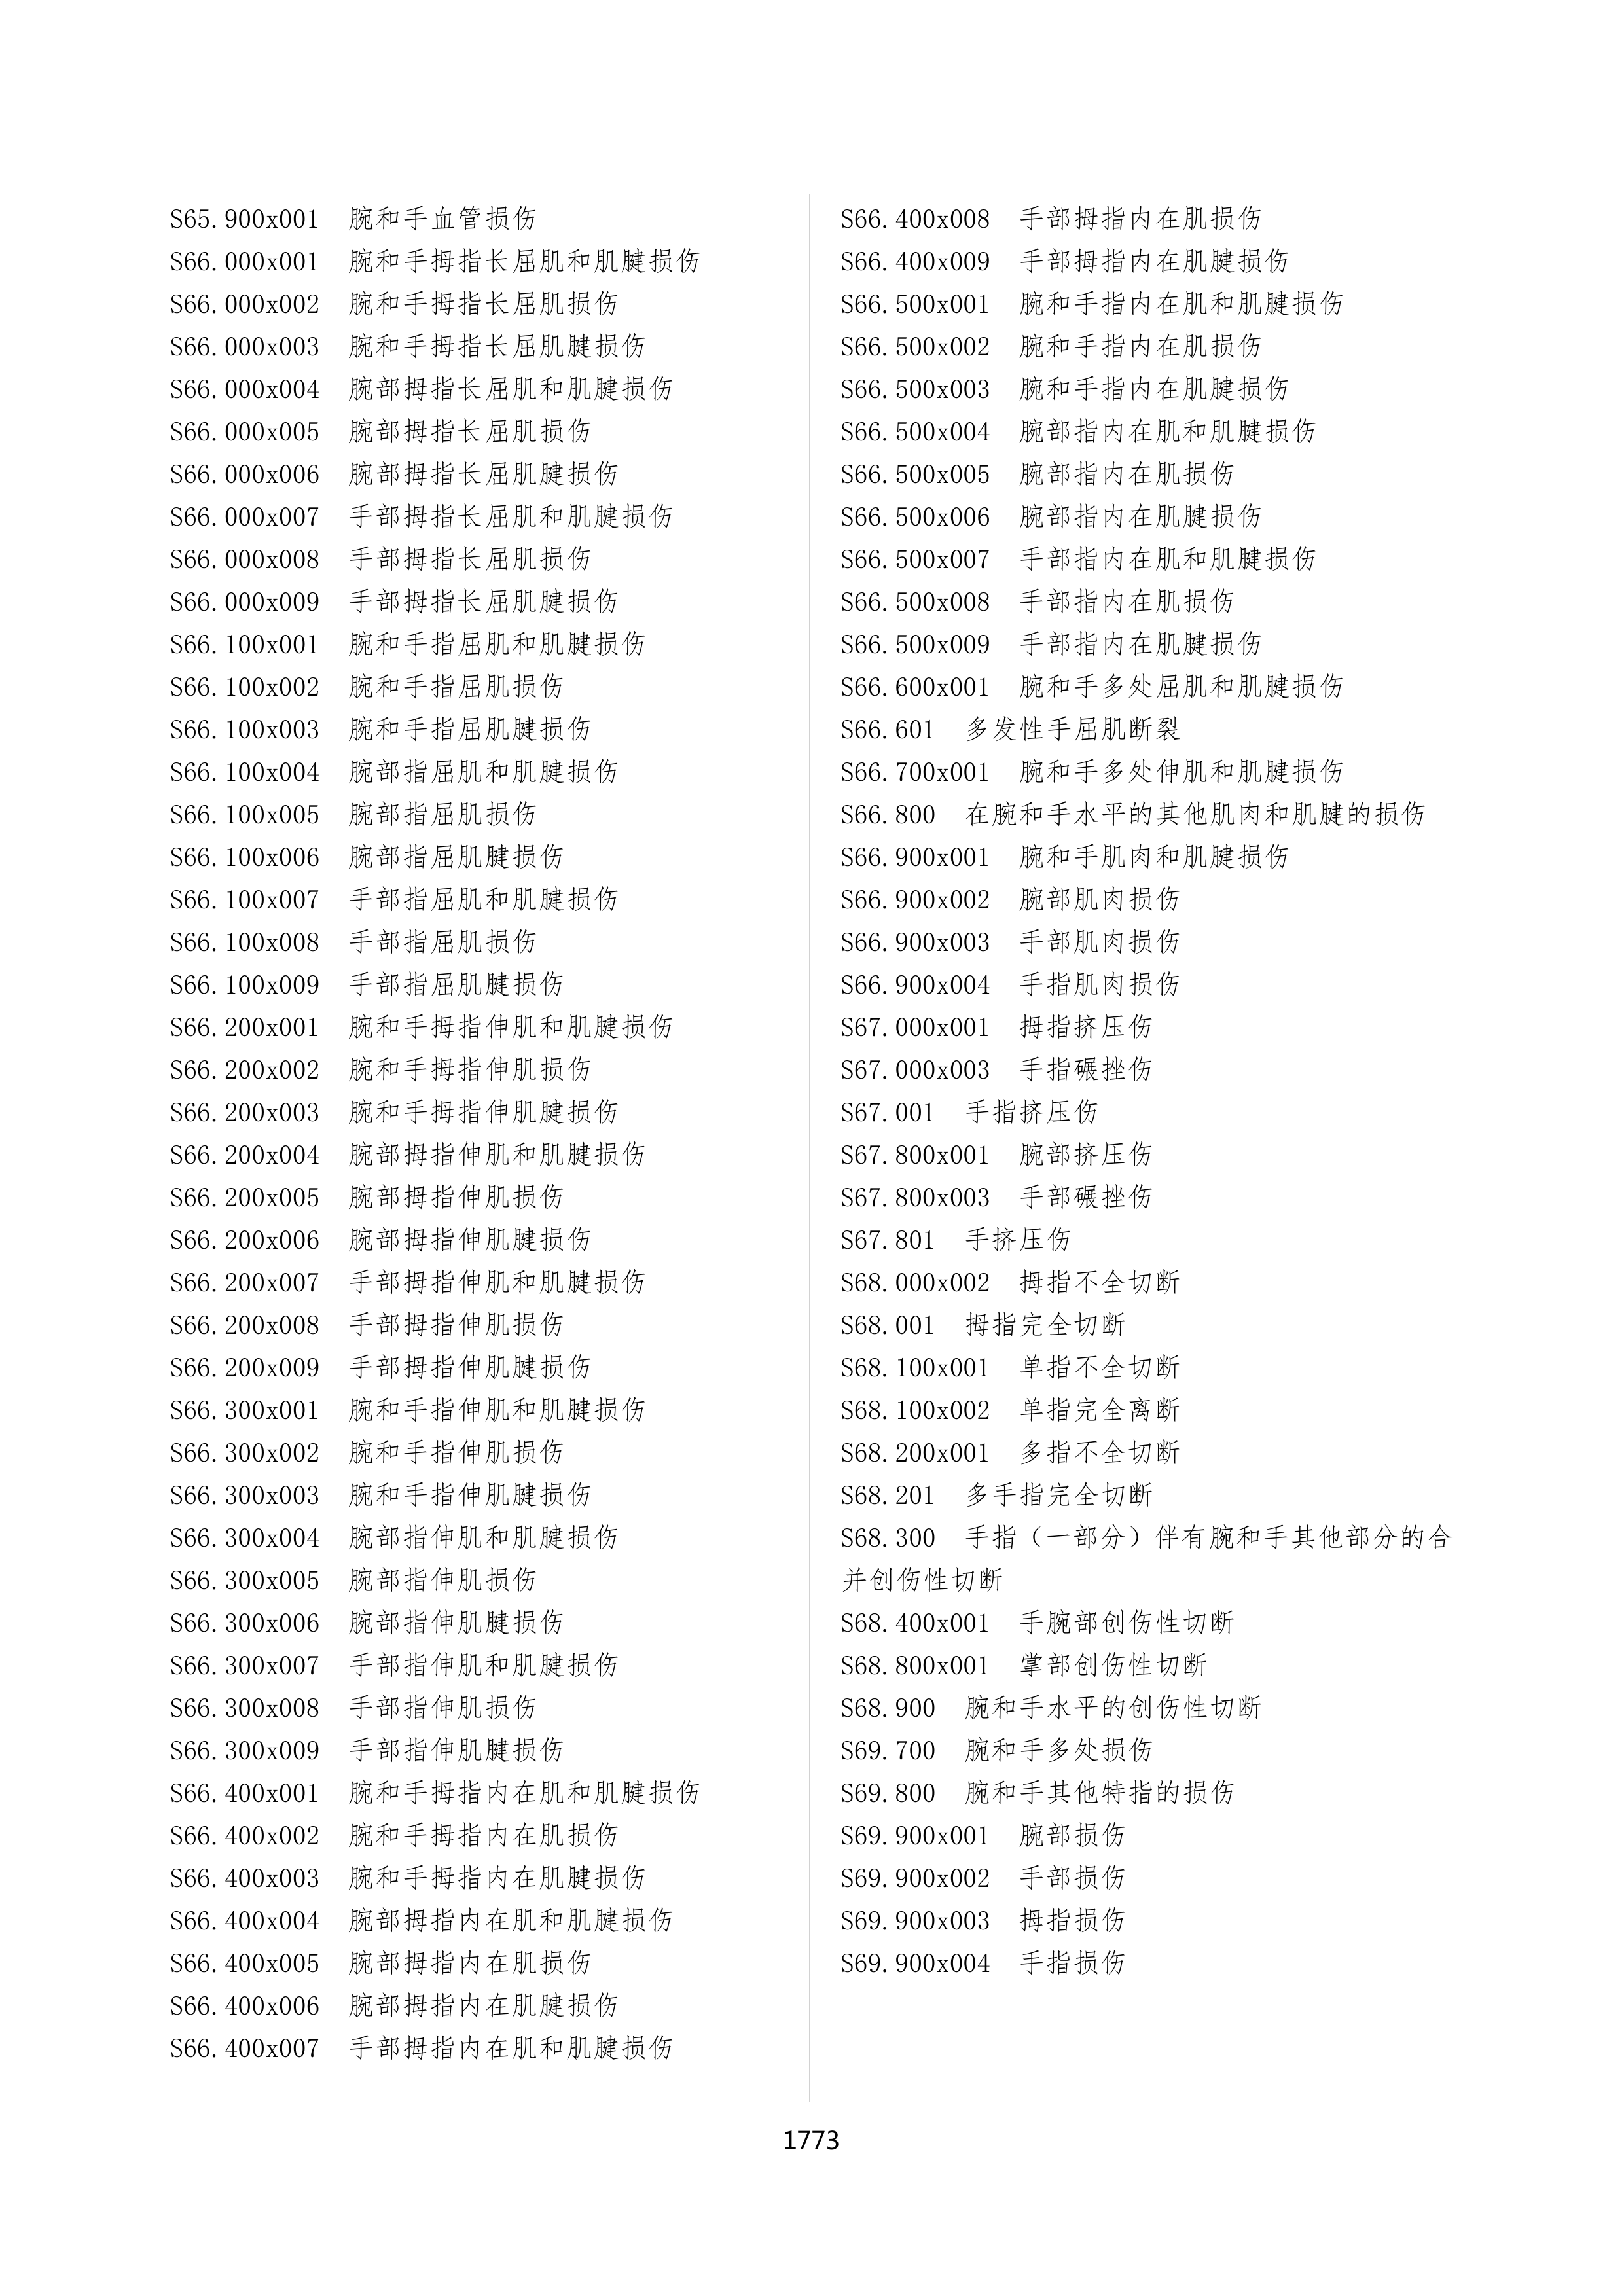 S65.900x001 腕和手血管损伤
S66.000x001 腕和手拇指长屈肌和肌腱损伤
S66.000x002 腕和手拇指长屈肌损伤
S66.000x003 腕和手拇指长屈肌腱损伤
S66.000x004 腕部拇指长屈肌和肌腱损伤
S66.000x005 腕部拇指长屈肌损伤
S66.000x006 腕部拇指长屈肌腱损伤
S66.000x007 手部拇指长屈肌和肌腱损伤
S66.000x008 手部拇指长屈肌损伤
S66.000x009 手部拇指长屈肌腱损伤
S66.100x001 腕和手指屈肌和肌腱损伤
S66.100x002 腕和手指屈肌损伤
S66.100x003 腕和手指屈肌腱损伤
S66.100x004 腕部指屈肌和肌腱损伤
S66.100x005 腕部指屈肌损伤
S66.100x006 腕部指屈肌腱损伤
S66.100x007 手部指屈肌和肌腱损伤
S66.100x008 手部指屈肌损伤
S66.100x009 手部指屈肌腱损伤
S66.200x001 腕和手拇指伸肌和肌腱损伤
S66.200x002 腕和手拇指伸肌损伤
S66.200x003 腕和手拇指伸肌腱损伤
S66.200x004 腕部拇指伸肌和肌腱损伤
S66.200x005 腕部拇指伸肌损伤
S66.200x006 腕部拇指伸肌腱损伤
S66.200x007 手部拇指伸肌和肌腱损伤
S66.200x008 手部拇指伸肌损伤
S66.200x009 手部拇指伸肌腱损伤
S66.300x001 腕和手指伸肌和肌腱损伤
S66.300x002 腕和手指伸肌损伤
S66.300x003 腕和手指伸肌腱损伤
S66.300x004 腕部指伸肌和肌腱损伤
S66.300x005 腕部指伸肌损伤
S66.300x006 腕部指伸肌腱损伤
S66.300x007 手部指伸肌和肌腱损伤
S66.300x008 手部指伸肌损伤
S66.300x009 手部指伸肌腱损伤
S66.400x001 腕和手拇指内在肌和肌腱损伤
S66.400x002 腕和手拇指内在肌损伤
S66.400x003 腕和手拇指内在肌腱损伤
S66.400x004 腕部拇指内在肌和肌腱损伤
S66.400x005 腕部拇指内在肌损伤
S66.400x006 腕部拇指内在肌腱损伤
S66.400x007 手部拇指内在肌和肌腱损伤
S66.400x008 手部拇指内在肌损伤
S66.400x009 手部拇指内在肌腱损伤
S66.500x001 腕和手指内在肌和肌腱损伤
S66.500x002 腕和手指内在肌损伤
S66.500x003 腕和手指内在肌腱损伤
S66.500x004 腕部指内在肌和肌腱损伤
S66.500x005 腕部指内在肌损伤
S66.500x006 腕部指内在肌腱损伤
S66.500x007 手部指内在肌和肌腱损伤
S66.500x008 手部指内在肌损伤
S66.500x009 手部指内在肌腱损伤
S66.600x001 腕和手多处屈肌和肌腱损伤
S66.601 多发性手屈肌断裂
S66.700x001 腕和手多处伸肌和肌腱损伤
S66.800 在腕和手水平的其他肌肉和肌腱的损伤
S66.900x001 腕和手肌肉和肌腱损伤
S66.900x002 腕部肌肉损伤
S66.900x003 手部肌肉损伤
S66.900x004 手指肌肉损伤
S67.000x001 拇指挤压伤
S67.000x003 手指碾挫伤
S67.001 手指挤压伤
S67.800x001 腕部挤压伤
S67.800x003 手部碾挫伤
S67.801 手挤压伤
S68.000x002 拇指不全切断
S68.001 拇指完全切断
S68.100x001 单指不全切断
S68.100x002 单指完全离断
S68.200x001 多指不全切断
S68.201 多手指完全切断
S68.300 手指（一部分）伴有腕和手其他部分的合
并创伤性切断
S68.400x001 手腕部创伤性切断
S68.800x001 掌部创伤性切断
S68.900 腕和手水平的创伤性切断
S69.700 腕和手多处损伤
S69.800 腕和手其他特指的损伤
S69.900x001 腕部损伤
S69.900x002 手部损伤
S69.900x003 拇指损伤
S69.900x004 手指损伤
1773